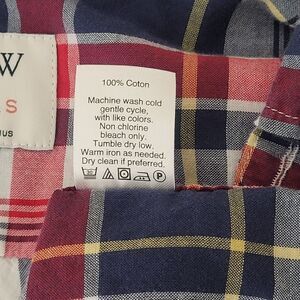 W
S
US
100% Coton
Machine wash cold
gentle cycle,
with like colors.
Non chlorine
bleach only.
Tumble dry low.
Warm iron as needed.
Dry clean if preferred.
P